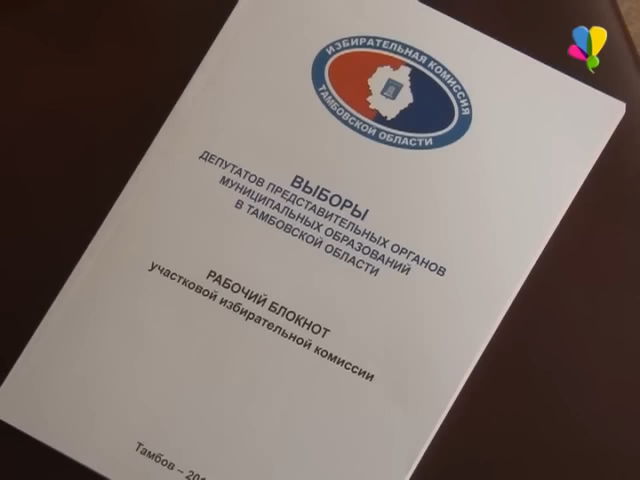 ИЗБИРАТЕЛЬНАЯ КОМИССИЯ
ТАМБОВСКОЙ ОБЛАСТИ
ВЫБОРЫ
ДЕПУТАТОВ ПРЕДСТАВИТЕЛЬНЫХ ОРГАНОВ
МУНИЦИПАЛЬНЫХ ОБРАЗОВАНИЙ
В ТАМБОВСКОЙ ОБЛАСТИ
РАБОЧИЙ БЛОКНОТ
участковой избирательной комиссии
Тамбов –